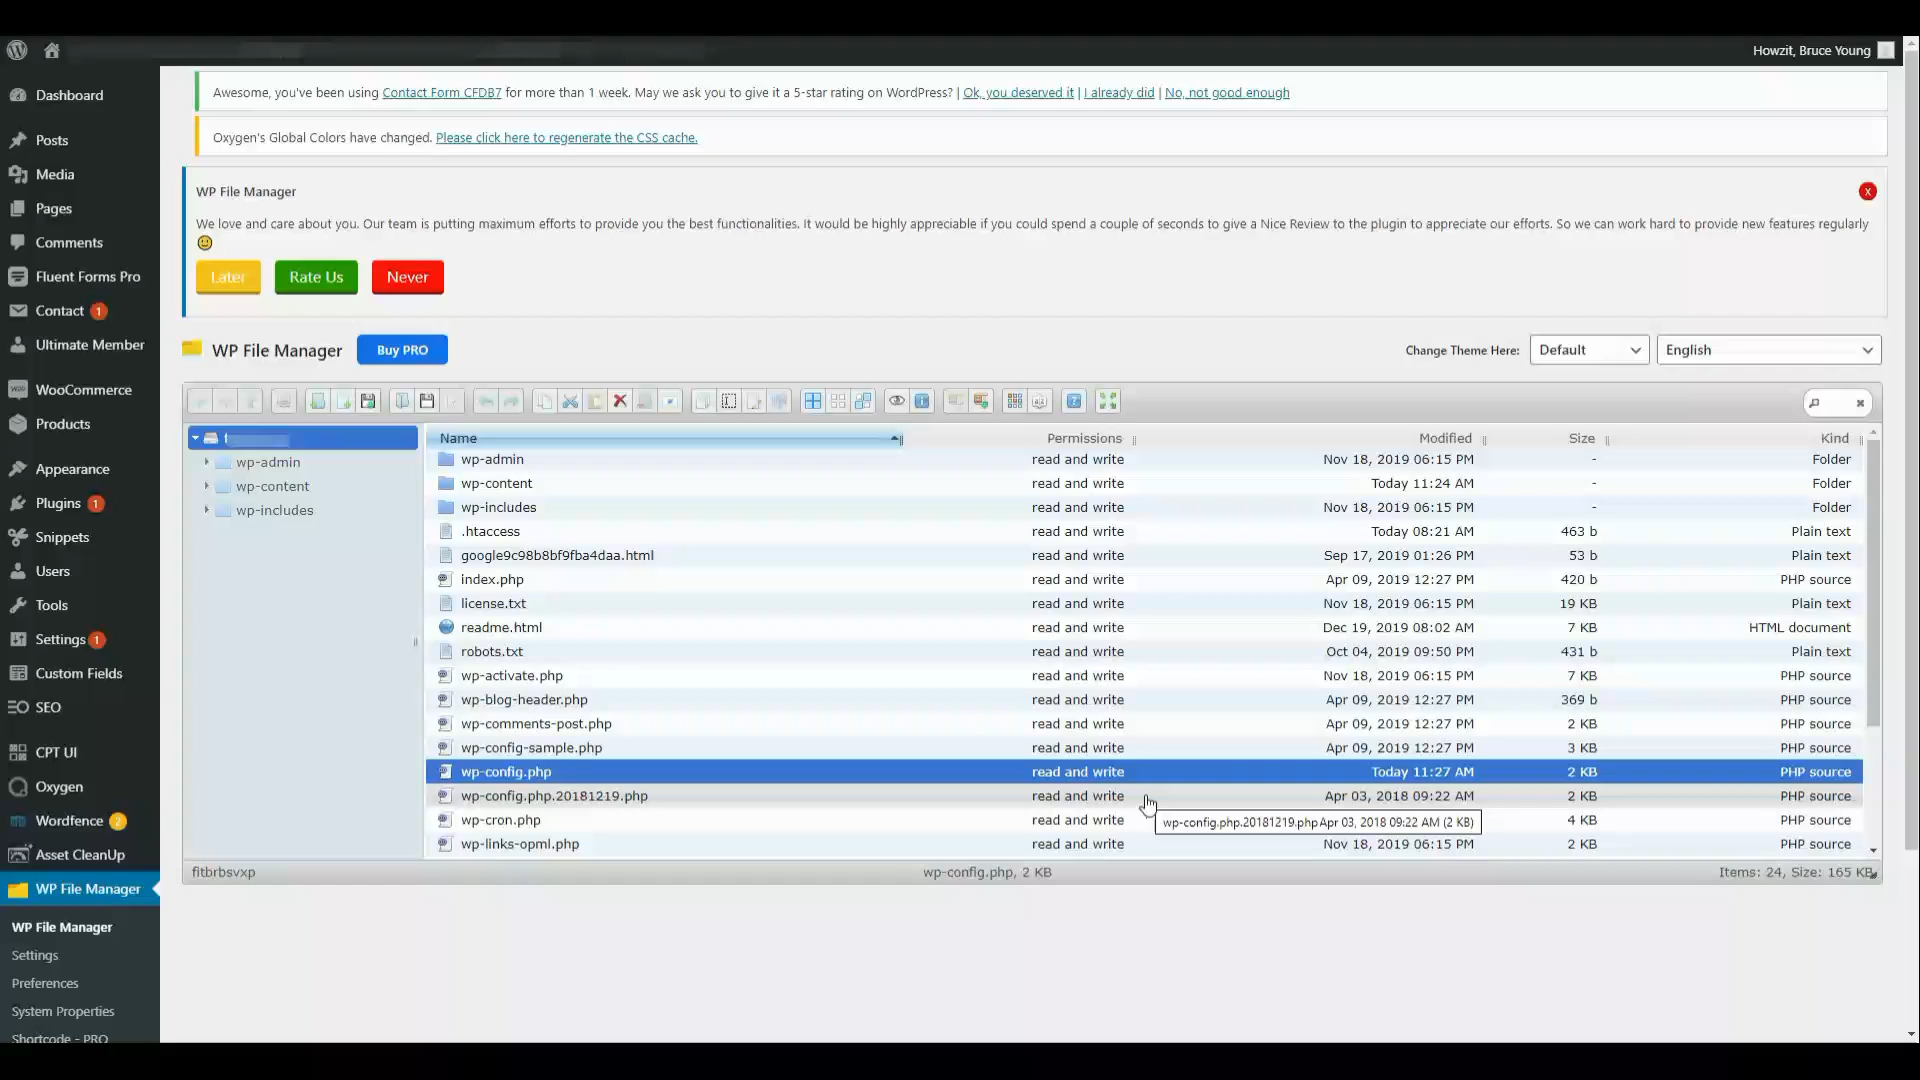 Howzit, Bruce Young
Dashboard
Posts
Media
Pages
Comments
Fluent Forms Pro
Contact 1
Ultimate Member
WooCommerce
Products
Appearance
Plugins 1
Snippets
Users
Tools
Settings 1
Custom Fields
SEO
CPT UI
Oxygen
Wordfence 2
Asset CleanUp
WP File Manager
WP File Manager
Settings
Preferences
System Properties
Shortcode - PRO
Awesome, you've been using Contact Form CFDB7 for more than 1 week. May we ask you to give it a 5-star rating on WordPress? | Ok, you deserved it | I already did | No, not good enough
Oxygen's Global Colors have changed. Please click here to regenerate the CSS cache.
WP File Manager
X
We love and care about you. Our team is putting maximum efforts to provide you the best functionalities. It would be highly appreciable if you could spend a couple of seconds to give a Nice Review to the plugin to appreciate our efforts. So we can work hard to provide new features regularly
Later Rate Us Never
WP File Manager Buy PRO Change Theme Here: Default English
wp-admin
wp-content
wp-includes
Name Permissions Modified Size Kind
wp-admin read and write Nov 18, 2019 06:15 PM - Folder
wp-content read and write Today 11:24 AM - Folder
wp-includes read and write Nov 18, 2019 06:15 PM - Folder
.htaccess read and write Today 08:21 AM 463 b Plain text
google9c98b8bf9fba4daa.html read and write Sep 17, 2019 01:26 PM 53 b Plain text
index.php read and write Apr 09, 2019 12:27 PM 420 b PHP source
license.txt read and write Nov 18, 2019 06:15 PM 19 KB Plain text
readme.html read and write Dec 19, 2019 08:02 AM 7 KB HTML document
robots.txt read and write Oct 04, 2019 09:50 PM 431 b Plain text
wp-activate.php read and write Nov 18, 2019 06:15 PM 7 KB PHP source
wp-blog-header.php read and write Apr 09, 2019 12:27 PM 369 b PHP source
wp-comments-post.php read and write Apr 09, 2019 12:27 PM 2 KB PHP source
wp-config-sample.php read and write Apr 09, 2019 12:27 PM 3 KB PHP source
wp-config.php read and write Today 11:27 AM 2 KB PHP source
wp-config.php.20181219.php read and write Apr 03, 2018 09:22 AM 2 KB PHP source
wp-cron.php read and write 4 KB PHP source
wp-config.php.20181219.php Apr 03, 2018 09:22 AM (2 KB)
wp-links-opml.php read and write Nov 18, 2019 06:15 PM 2 KB PHP source
fitbrbsvxp wp-config.php, 2 KB Items: 24, Size: 165 KB